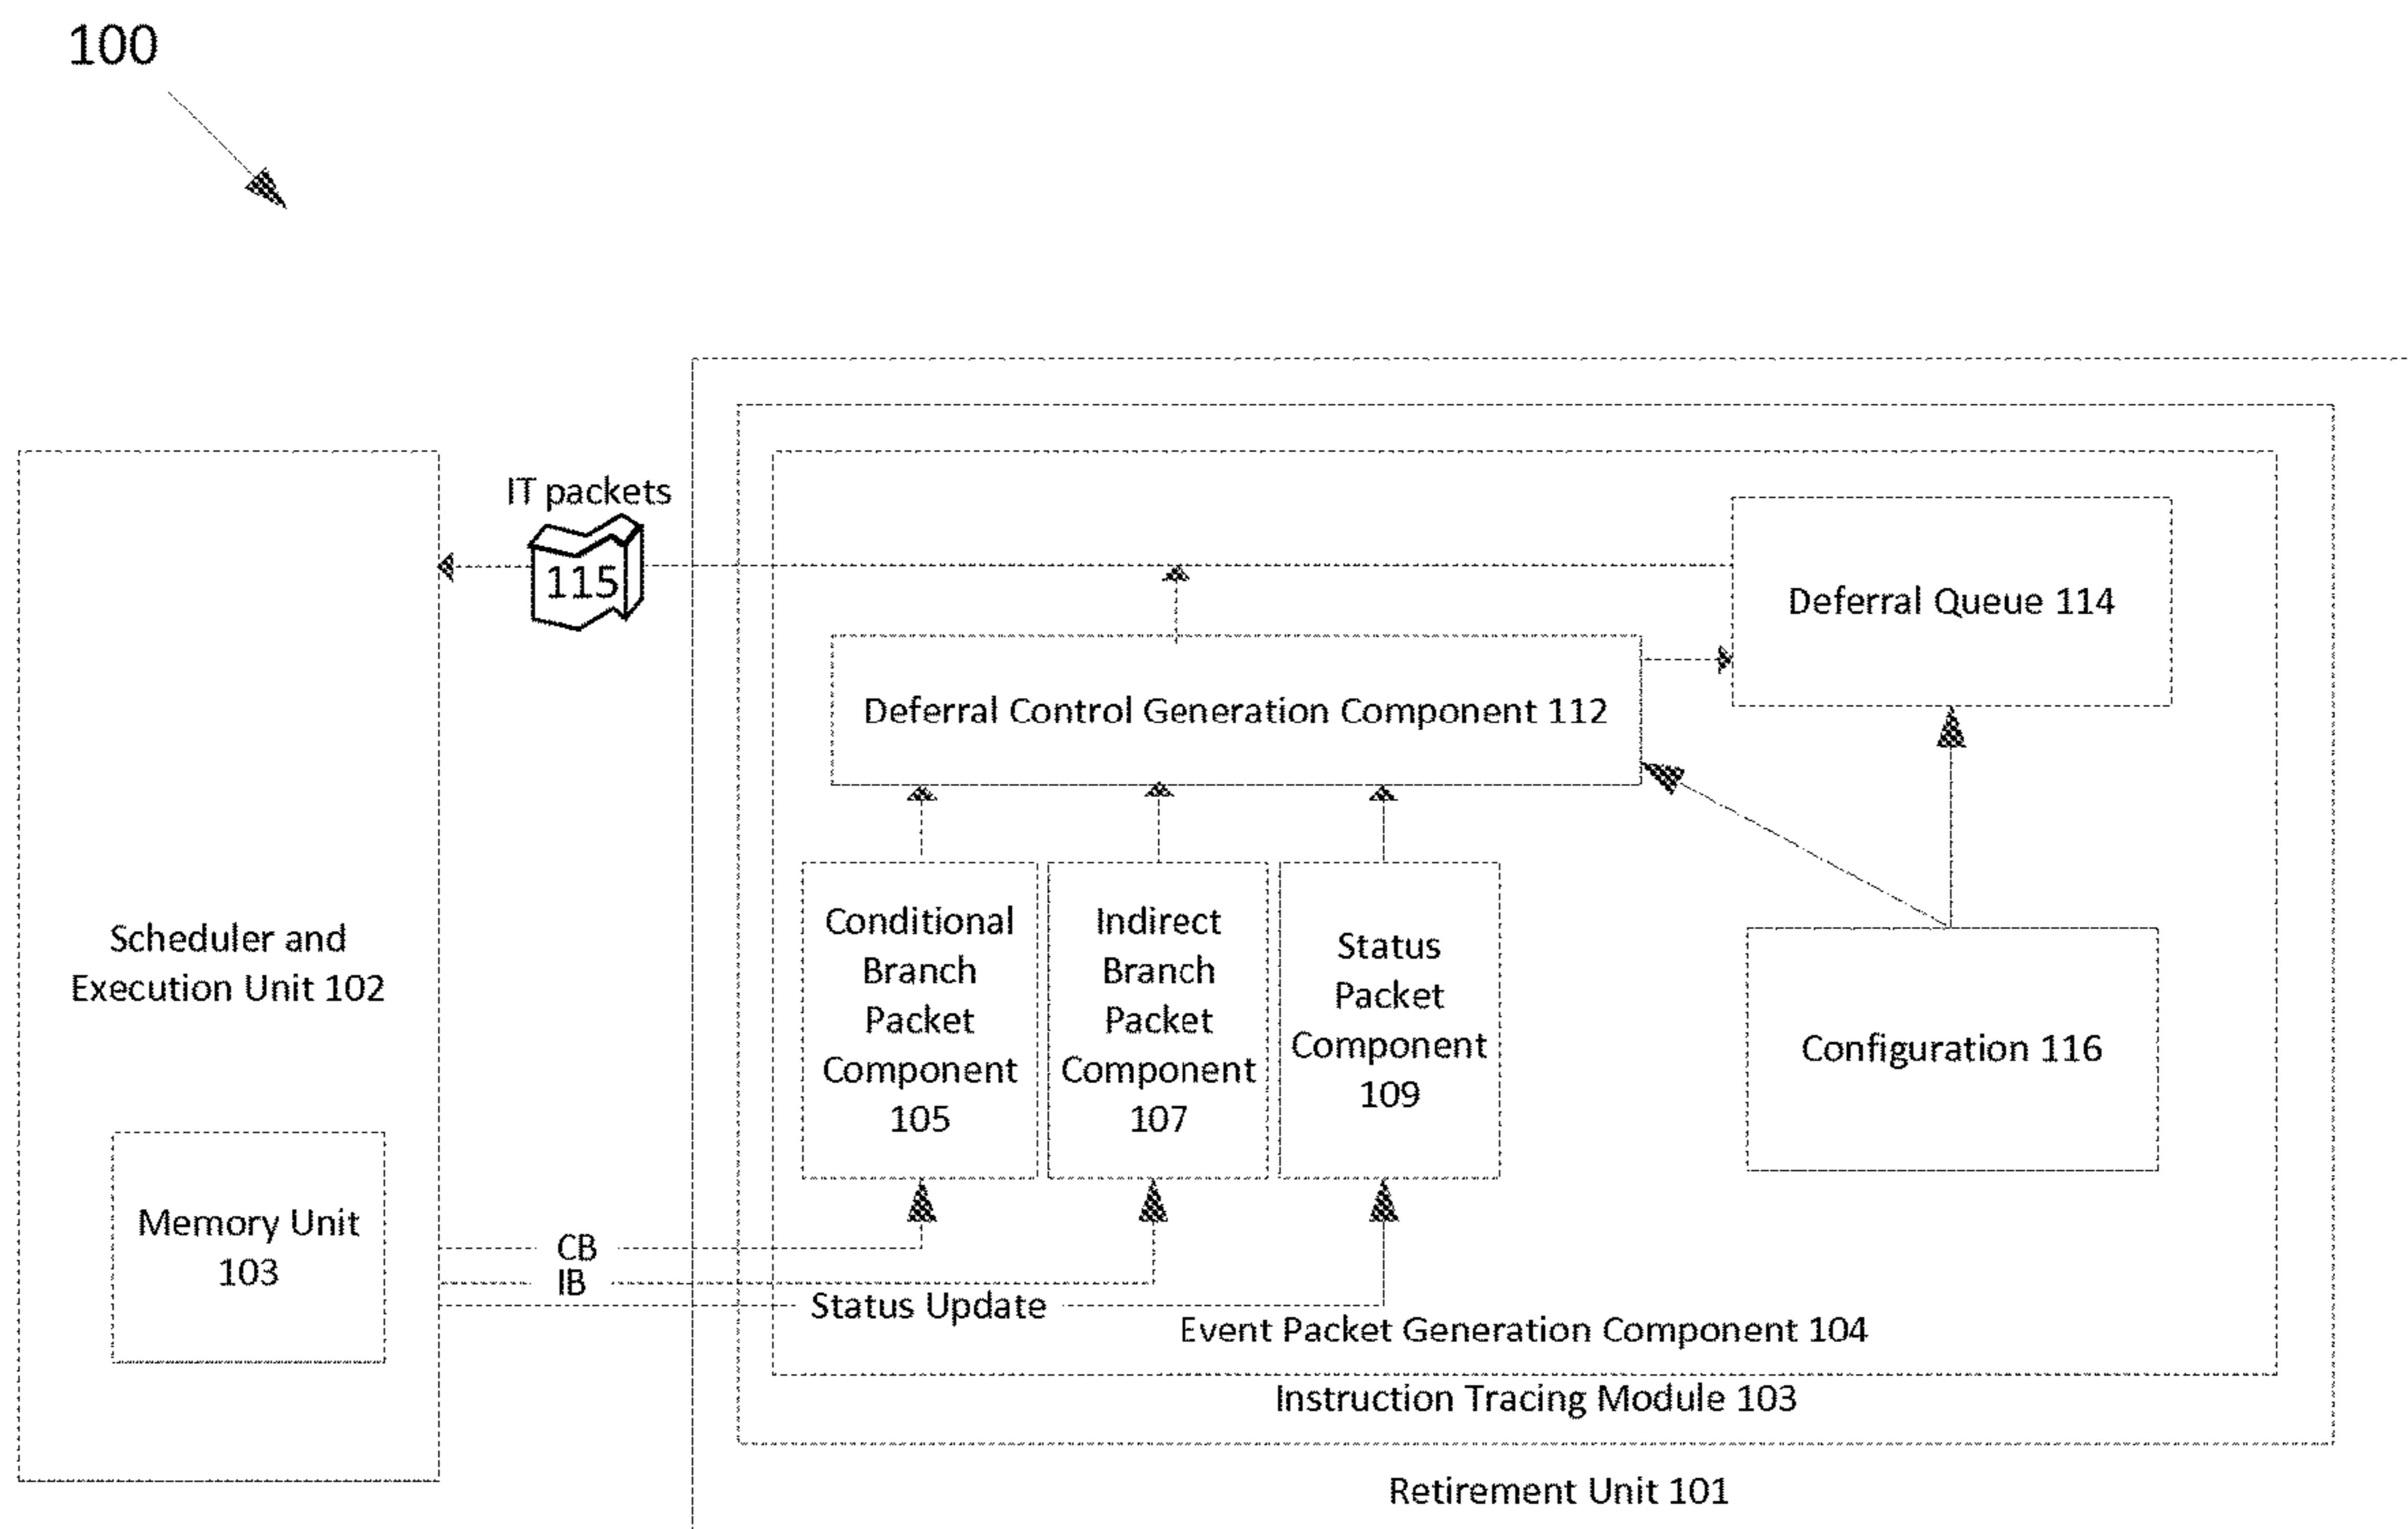 100
IT packets
115
Deferral Queue 114
Deferral Control Generation Component 112
Scheduler and
Execution Unit 102
Conditional
Branch
Packet
Component
105
Indirect
Branch
Packet
Component
107
Status
Packet
Component
109
Configuration 116
Memory Unit
103
CB
IB
Status Update
Event Packet Generation Component 104
Instruction Tracing Module 103
Retirement Unit 101